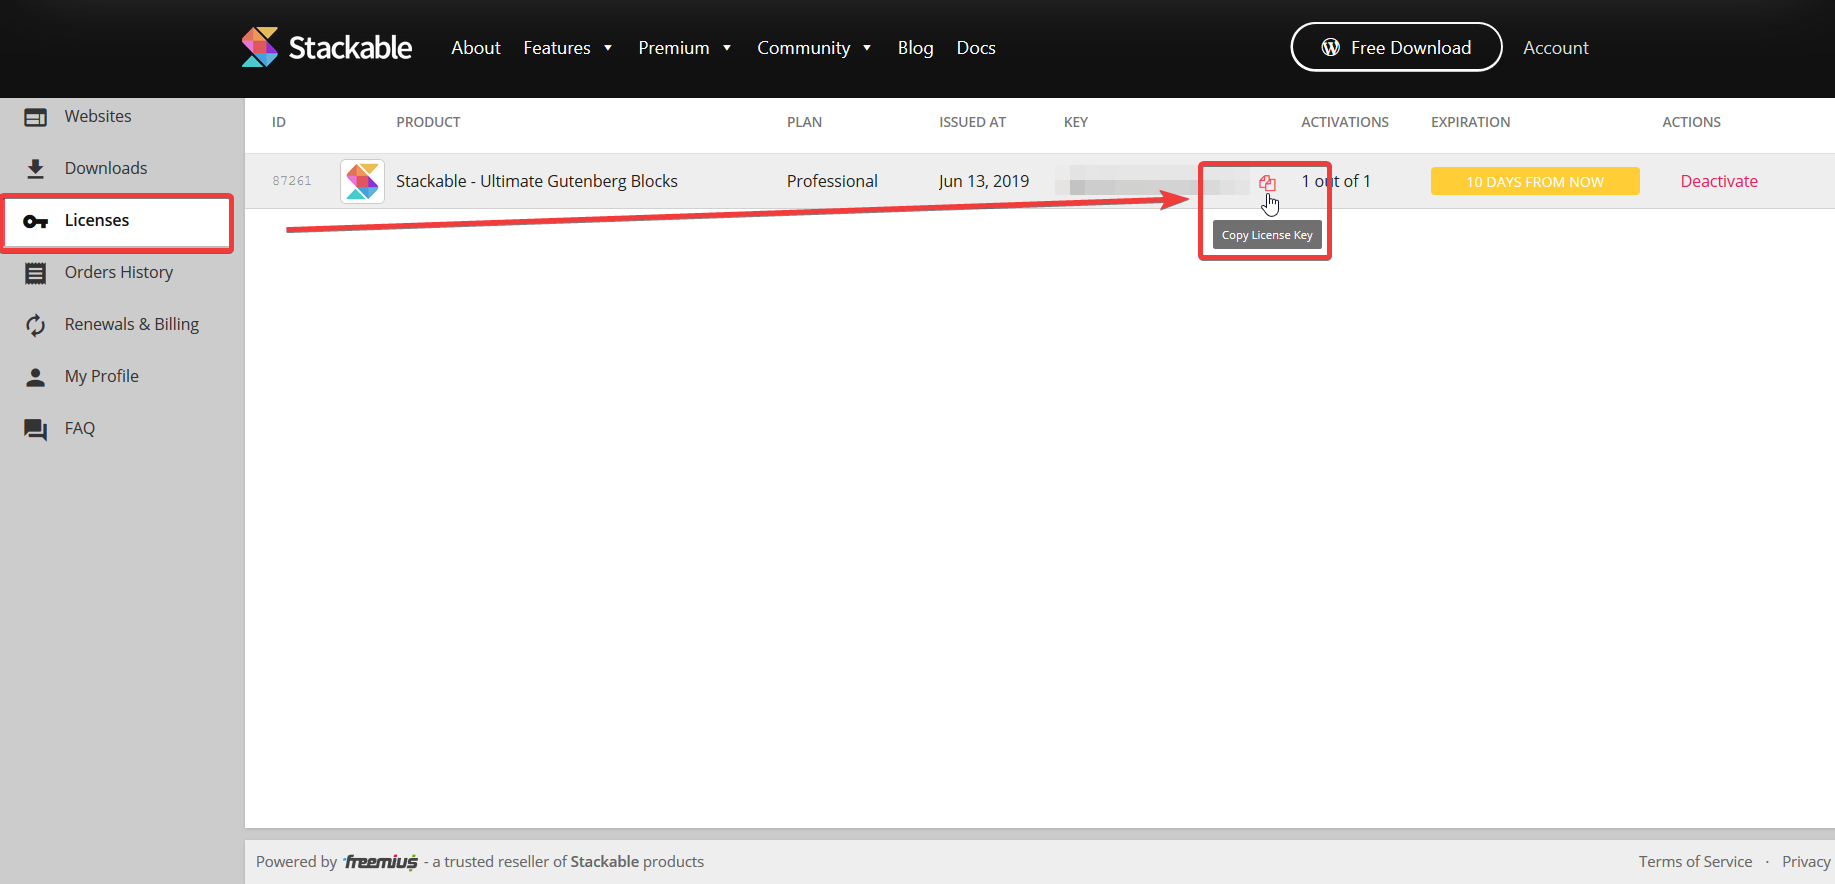 Stackable About Features Premium Community Blog Docs Free Download Account
Websites
Downloads
Licenses
Orders History
Renewals & Billing
My Profile
FAQ
ID PRODUCT PLAN ISSUED AT KEY ACTIVATIONS EXPIRATION ACTIONS
87261 Stackable - Ultimate Gutenberg Blocks Professional Jun 13, 2019 1 out of 1 10 DAYS FROM NOW Deactivate
Copy License Key
Powered by freemius - a trusted reseller of Stackable products
Terms of Service · Privacy